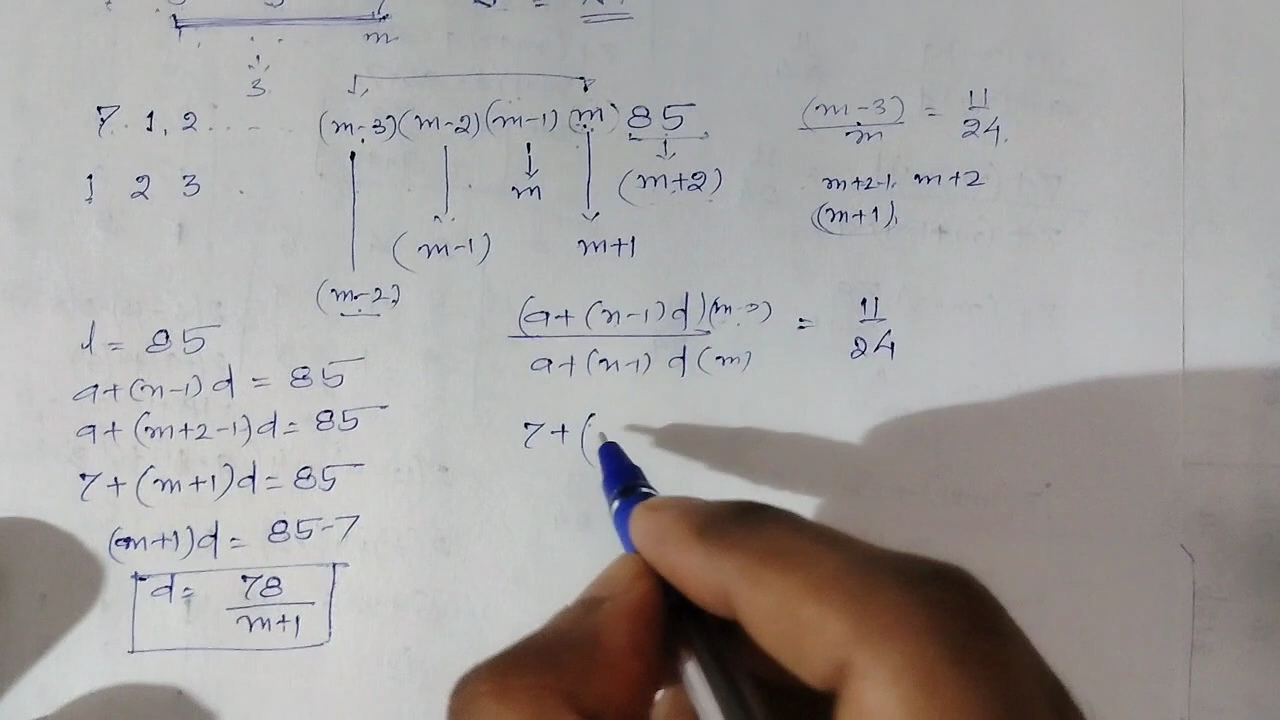 m
3
7 . 1, 2 ..... (m-3)(m-2)(m-1)(m) 85
1 2 3 .
m (m+2)
(m-1) m+1
(m-2)
(m-3)/m = 11/24.
m+2-1, m+2
(m+1),
l = 85
a+(n-1)d = 85
a+(m+2-1)d = 85
7+(m+1)d = 85
(m+1)d = 85-7
d = 78/m+1
/ a+(n-1)d(m) = 11/24
7+(